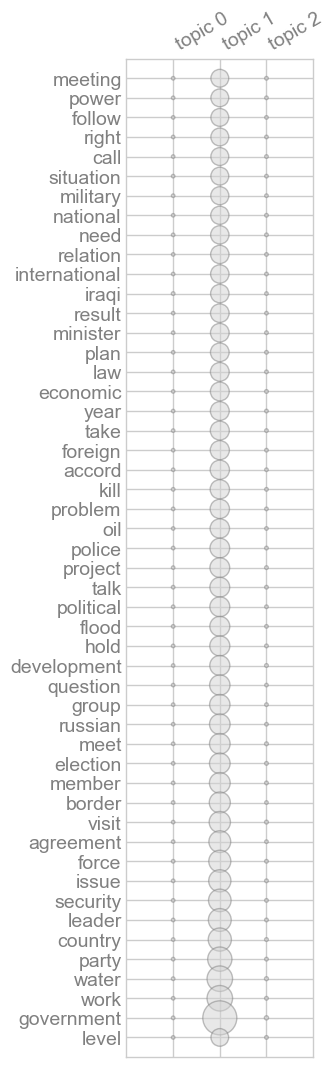 topic 0 topic 1 topic 2
meeting
power
follow
right
call
situation
military
national
need
relation
international
iraqi
result
minister
plan
law
economic
year
take
foreign
accord
kill
problem
oil
police
project
talk
political
flood
hold
development
question
group
russian
meet
election
member
border
visit
agreement
force
issue
security
leader
country
party
water
work
government
level